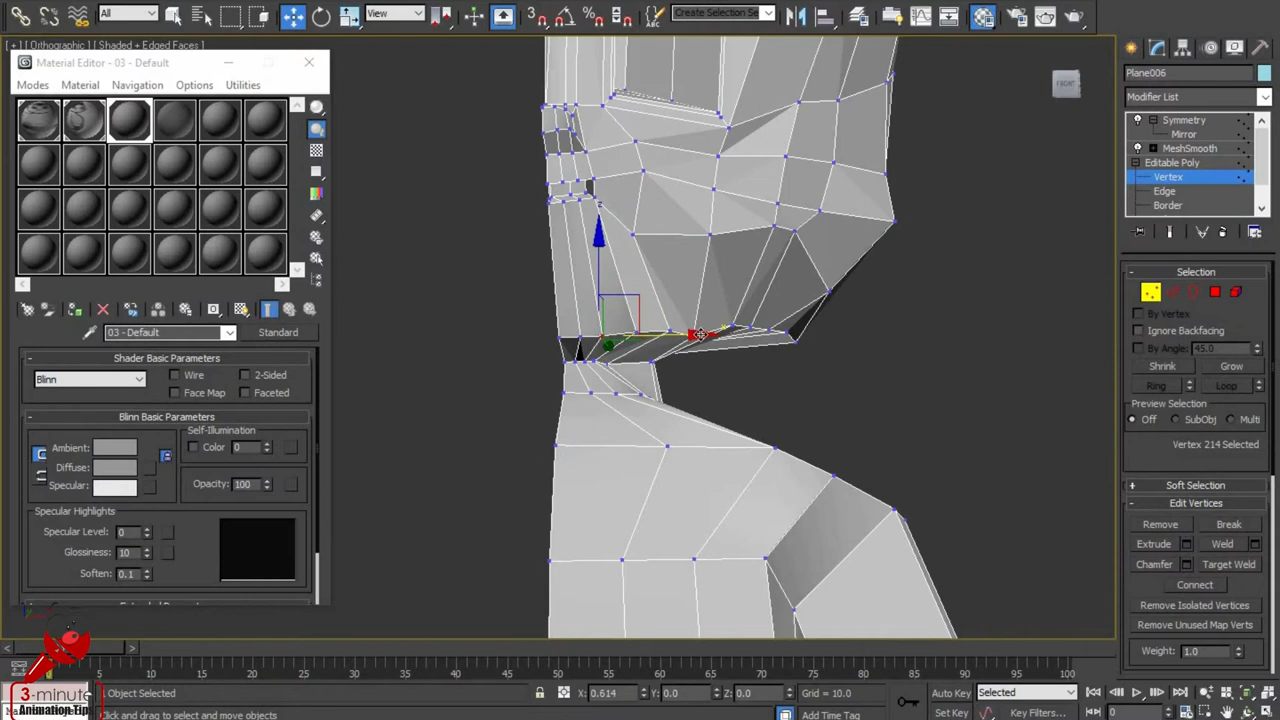 All
View
Create Selection Se
[ + ] [ Orthographic ] [ Shaded + Edged Faces ]
Material Editor - 03 - Default
Modes Material Navigation Options Utilities
03 - Default
Standard
Shader Basic Parameters
Blinn
Wire
2-Sided
Face Map
Faceted
Blinn Basic Parameters
Self-Illumination
Ambient:
Color 0
Diffuse:
Specular:
Opacity: 100
Specular Highlights
Specular Level: 0
Glossiness: 10
Soften: 0.1
FRONT
Plane006
Modifier List
Symmetry
Mirror
MeshSmooth
Editable Poly
Vertex
Edge
Border
Selection
By Vertex
Ignore Backfacing
By Angle: 45.0
Shrink Grow
Ring Loop
Preview Selection
Off SubObj Multi
Vertex 214 Selected
Soft Selection
Edit Vertices
Remove Break
Extrude Weld
Chamfer Target Weld
Connect
Remove Isolated Vertices
Remove Unused Map Verts
Weight: 1.0
10 15 20 25 30 35 40 45 50 55 60 65 70 75 80 85 90 95 100
3-minute
Animation Tip
Object Selected
X: 0.614 Y: 0.0 Z: 0.0 Grid = 10.0
Auto Key Selected
Click and drag to select and move objects
Add Time Tag
Set Key Key Filters...
0